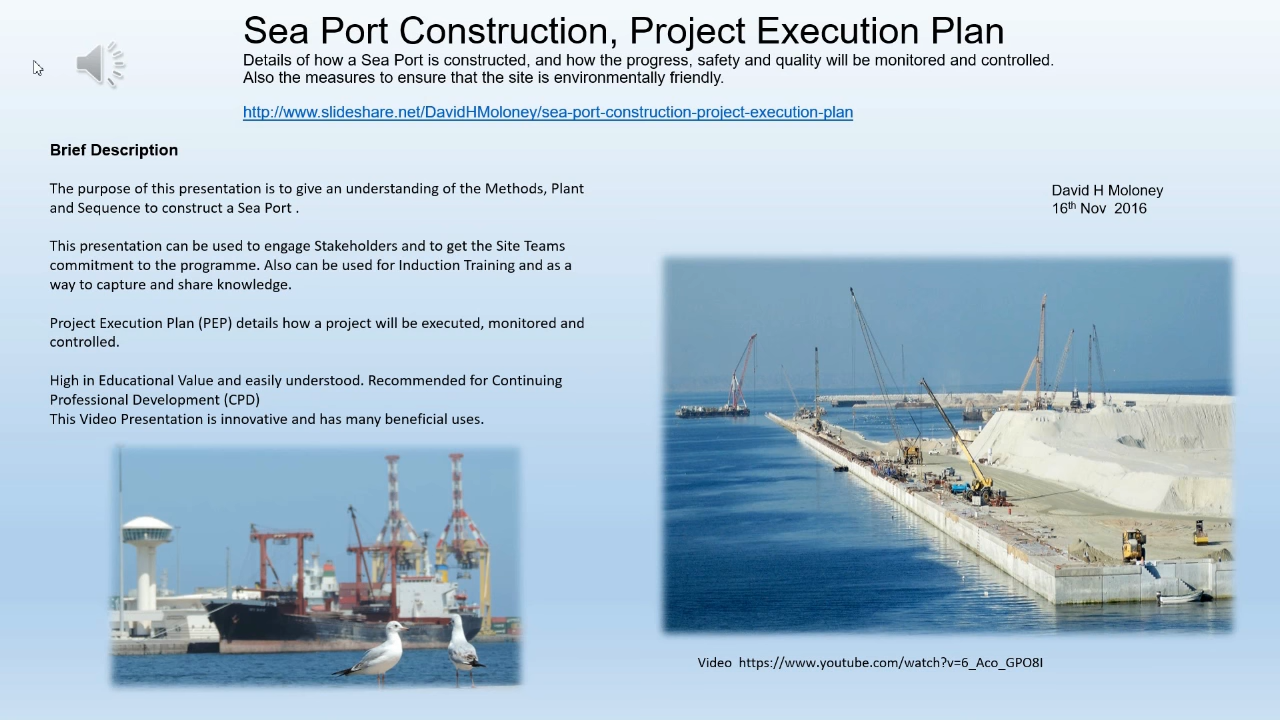 Sea Port Construction, Project Execution Plan
Details of how a Sea Port is constructed, and how the progress, safety and quality will be monitored and controlled.
Also the measures to ensure that the site is environmentally friendly.
http://www.slideshare.net/DavidHMoloney/sea-port-construction-project-execution-plan
Brief Description
The purpose of this presentation is to give an understanding of the Methods, Plant
and Sequence to construct a Sea Port .
This presentation can be used to engage Stakeholders and to get the Site Teams
commitment to the programme. Also can be used for Induction Training and as a
way to capture and share knowledge.
Project Execution Plan (PEP) details how a project will be executed, monitored and
controlled.
High in Educational Value and easily understood. Recommended for Continuing
Professional Development (CPD)
This Video Presentation is innovative and has many beneficial uses.
David H Moloney
16th Nov  2016
Video  https://www.youtube.com/watch?v=6_Aco_GPO8I